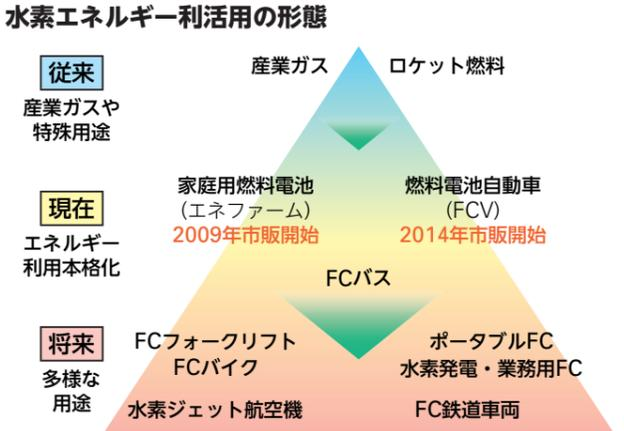 水素エネルギー利活用の形態
従来
産業ガスや
特殊用途
産業ガス ロケット燃料
現在
エネルギー
利用本格化
家庭用燃料電池 燃料電池自動車
（エネファーム） （FCV）
2009年市販開始 2014年市販開始
FCバス
将来
多様な
用途
FCフォークリフト ポータブルFC
FCバイク 水素発電・業務用FC
水素ジェット航空機 FC鉄道車両